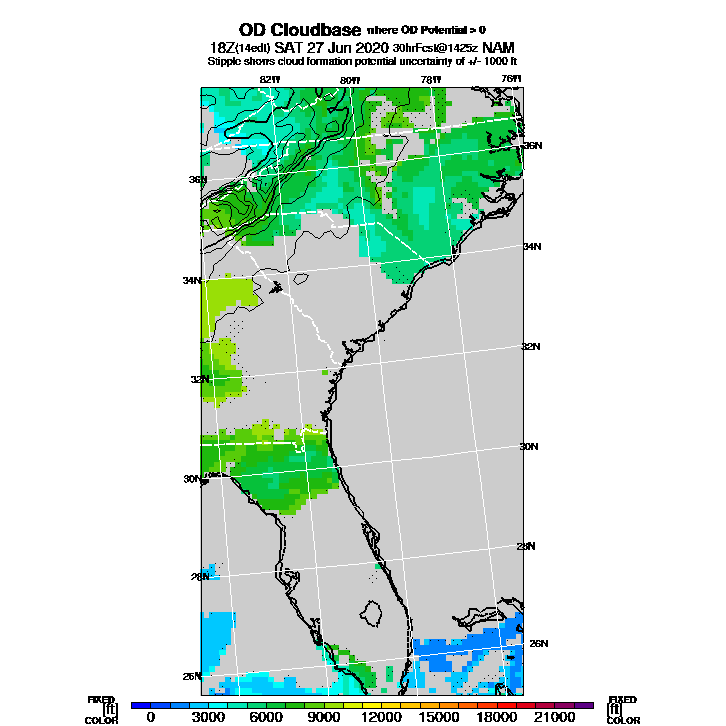 OD Cloudbase where OD Potential > 0
18Z(14edt) SAT 27 Jun 2020 30hrFcst@1425z NAM
Stipple shows cloud formation potential uncertainty of +/- 1000 ft
82W 80W 78W 76W
36N 36N
34N 34N
32N 32N
30N 30N
28N 28N
26N 26N
FIXED FIXED
[ft] [ft]
COLOR 0 3000 6000 9000 12000 15000 18000 21000 COLOR